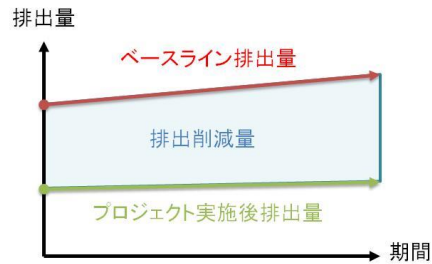 排出量
ベースライン排出量
排出削減量
プロジェクト実施後排出量
期間